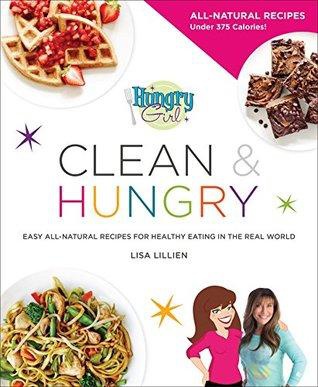 ALL-NATURAL RECIPES
Under 375 Calories!
Hungry
Girl
CLEAN &
HUNGRY
EASY ALL-NATURAL RECIPES FOR HEALTHY EATING IN THE REAL WORLD
LISA LILLIEN